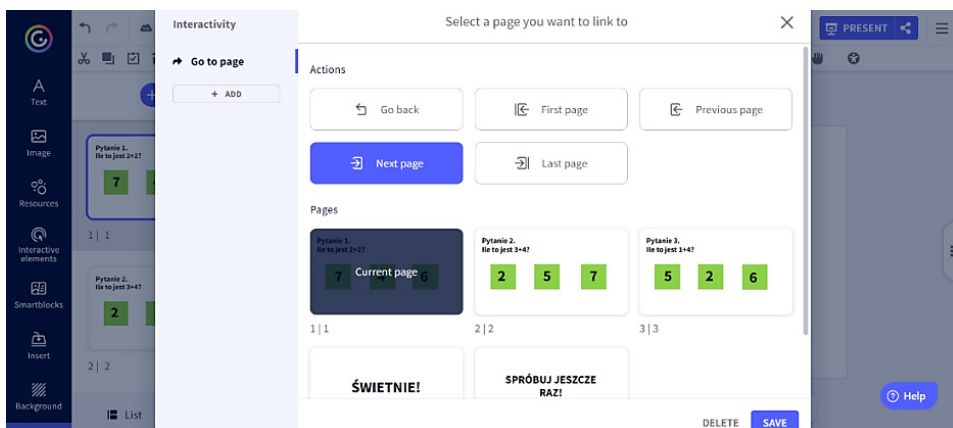 Interactivity
Select a page you want to link to
PRESENT
Go to page
+ ADD
Actions
Go back
First page
Previous page
Next page
Last page
Pages
Text
Image
Resources
Interactive
elements
Smartblocks
Insert
Background
Pytanie 1.
Ile to jest 2+2?
7
1 | 1
Pytanie 2.
Ile to jest 3+4?
2
2 | 2
List
Pytanie 1.
Ile to jest 2+2?
7 6
Current page
1 | 1
Pytanie 2.
Ile to jest 3+4?
2 5 7
2 | 2
Pytanie 3.
Ile to jest 1+4?
5 2 6
3 | 3
ŚWIETNIE!
SPRÓBUJ JESZCZE
RAZ!
Help
DELETE
SAVE